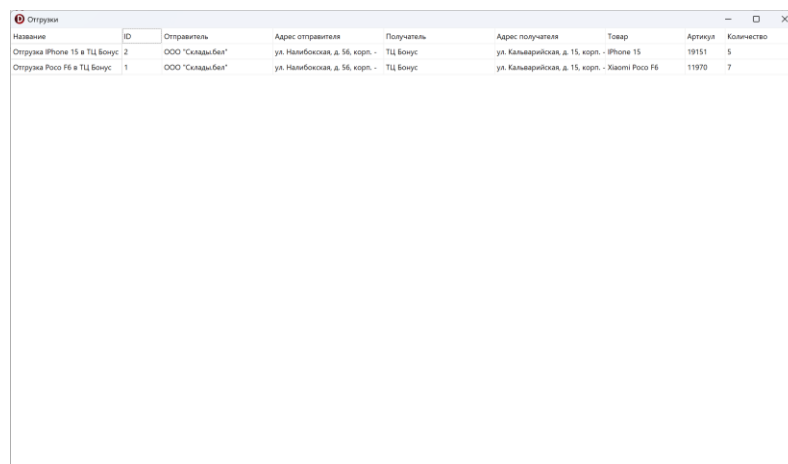 Отгрузки
Название ID Отправитель Адрес отправителя Получатель Адрес получателя Товар Артикул Количество
Отгрузка IPhone 15 в ТЦ Бонус 2 ООО "Склады.бел" ул. Налибокская, д. 56, корп. - ТЦ Бонус ул. Кальварийская, д. 15, корп. - IPhone 15 19151 5
Отгрузка Poco F6 в ТЦ Бонус 1 ООО "Склады.бел" ул. Налибокская, д. 56, корп. - ТЦ Бонус ул. Кальварийская, д. 15, корп. - Xiaomi Poco F6 11970 7